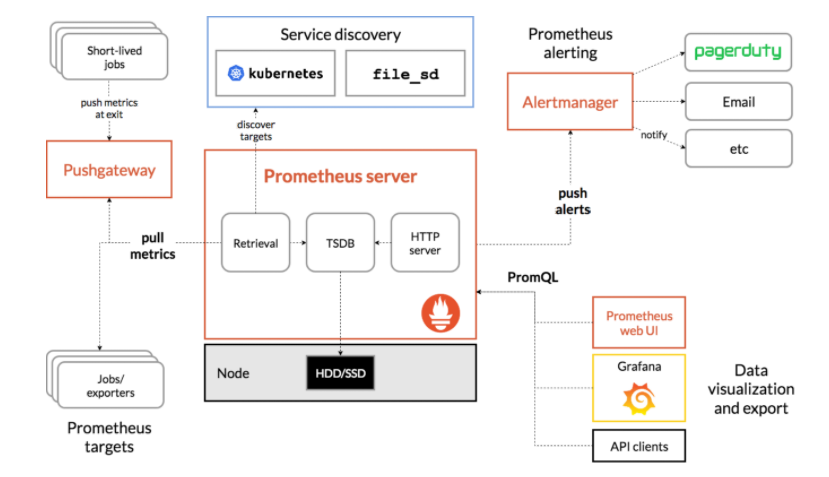 Short-lived
jobs
push metrics
at exit
Pushgateway
pull
metrics
Jobs/
exporters
Prometheus
targets
Service discovery
kubernetes
file_sd
discover
targets
Prometheus server
Retrieval
TSDB
HTTP
server
Node
HDD/SSD
Prometheus
alerting
Alertmanager
pagerduty
Email
etc
notify
push
alerts
PromQL
Prometheus
web UI
Grafana
API clients
Data
visualization
and export